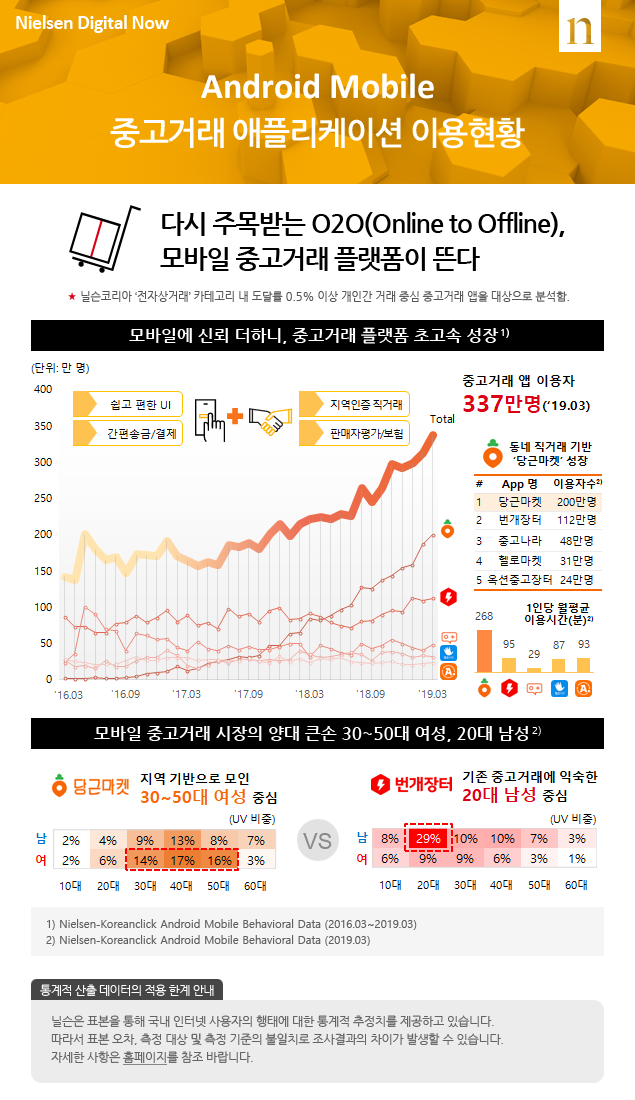 Nielsen Digital Now
n
Android Mobile
중고거래 애플리케이션 이용현황
다시 주목받는 O2O(Online to Offline),
모바일 중고거래 플랫폼이 뜬다
★ 닐슨코리아 '전자상거래' 카테고리 내 도달률 0.5% 이상 개인간 거래 중심 중고거래 앱을 대상으로 분석함.
모바일에 신뢰 더하니, 중고거래 플랫폼 초고속 성장 1)
(단위: 만 명)
400
350
300
250
200
150
100
50
0
쉽고 편한 UI
간편송금/결제
지역인증 직거래
판매자평가/보험
Total
'16.03 '16.09 '17.03 '17.09 '18.03 '18.09 '19.03
중고거래 앱 이용자
337만명('19.03)
동네 직거래 기반
'당근마켓' 성장
# App 명 이용자수2)
1 당근마켓 200만명
2 번개장터 112만명
3 중고나라 48만명
4 헬로마켓 31만명
5 옥션중고장터 24만명
1인당 월평균
이용시간(분)2)
268 95 29 87 93
모바일 중고거래 시장의 양대 큰손 30~50대 여성, 20대 남성 2)
당근마켓
지역 기반으로 모인
30~50대 여성 중심
(UV 비중)
남 2% 4% 9% 13% 8% 7%
여 2% 6% 14% 17% 16% 3%
10대 20대 30대 40대 50대 60대
VS
번개장터
기존 중고거래에 익숙한
20대 남성 중심
(UV 비중)
남 8% 29% 10% 10% 7% 3%
여 6% 9% 9% 6% 3% 1%
10대 20대 30대 40대 50대 60대
1) Nielsen-Koreanclick Android Mobile Behavioral Data (2016.03~2019.03)
2) Nielsen-Koreanclick Android Mobile Behavioral Data (2019.03)
통계적 산출 데이터의 적용 한계 안내
닐슨은 표본을 통해 국내 인터넷 사용자의 행태에 대한 통계적 추정치를 제공하고 있습니다.
따라서 표본 오차, 측정 대상 및 측정 기준의 불일치로 조사결과의 차이가 발생할 수 있습니다.
자세한 사항은 홈페이지를 참조 바랍니다.